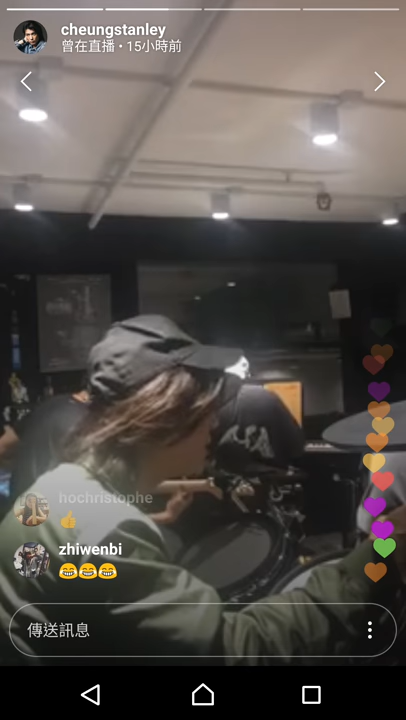 cheungstanley
曾在直播 • 15小時前
hochristophe
👍
zhiwenbi
😂😂😂
傳送訊息